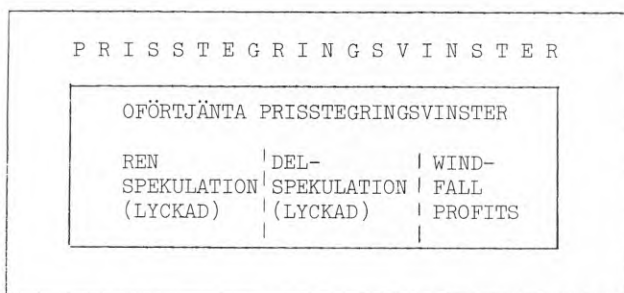 PRISSTEGRINGSVINSTER
OFÖRTJÄNTA PRISSTEGRINGSVINSTER
REN DEL- WIND-
SPEKULATION SPEKULATION FALL
(LYCKAD) (LYCKAD) PROFITS